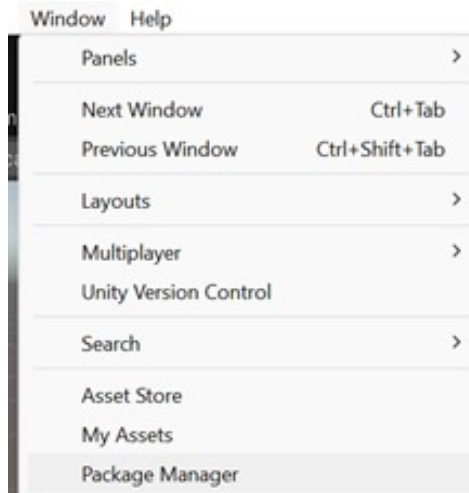 Window Help
Panels >
Next Window Ctrl+Tab
Previous Window Ctrl+Shift+Tab
Layouts >
Multiplayer >
Unity Version Control
Search >
Asset Store
My Assets
Package Manager